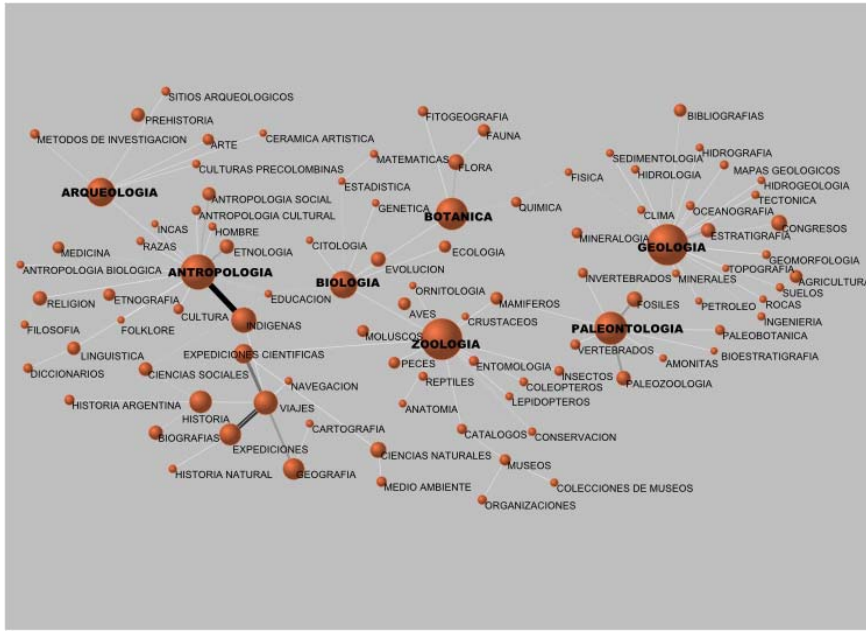 SITIOS ARQUEOLOGICOS
PREHISTORIA
METODOS DE INVESTIGACION
ARTE
CERAMICA ARTISTICA
CULTURAS PRECOLOMBINAS
ARQUEOLOGIA
ANTROPOLOGIA SOCIAL
ANTROPOLOGIA CULTURAL
INCAS
HOMBRE
RAZAS
MEDICINA
ETNOLOGIA
ANTROPOLOGIA BIOLOGICA
ANTROPOLOGIA
EDUCACION
RELIGION
ETNOGRAFIA
CULTURA
INDIGENAS
FILOSOFIA
FOLKLORE
LINGUISTICA
EXPEDICIONES CIENTIFICAS
DICCIONARIOS
CIENCIAS SOCIALES
NAVEGACION
HISTORIA ARGENTINA
HISTORIA
VIAJES
BIOGRAFIAS
EXPEDICIONES
CARTOGRAFIA
HISTORIA NATURAL
GEOGRAFIA
CIENCIAS NATURALES
MEDIO AMBIENTE
FITOGEOGRAFIA
FAUNA
MATEMATICAS
FLORA
ESTADISTICA
GENETICA
BOTANICA
QUIMICA
FISICA
CITOLOGIA
ECOLOGIA
EVOLUCION
BIOLOGIA
ORNITOLOGIA
AVES
MAMIFEROS
CRUSTACEOS
MOLUSCOS
ZOOLOGIA
PECES
ENTOMOLOGIA
REPTILES
INSECTOS
COLEOPTEROS
LEPIDOPTEROS
ANATOMIA
CATALOGOS
CONSERVACION
MUSEOS
COLECCIONES DE MUSEOS
ORGANIZACIONES
BIBLIOGRAFIAS
SEDIMENTOLOGIA
HIDROGRAFIA
HIDROLOGIA
MAPAS GEOLOGICOS
HIDROGEOLOGIA
TECTONICA
CLIMA
OCEANOGRAFIA
CONGRESOS
MINERALOGIA
ESTRATIGRAFIA
GEOLOGIA
GEOMORFOLOGIA
INVERTEBRADOS
MINERALES
TOPOGRAFIA
AGRICULTURA
SUELOS
FOSILES
PETROLEO
ROCAS
INGENIERIA
PALEONTOLOGIA
PALEOBOTANICA
VERTEBRADOS
AMONITAS
BIOESTRATIGRAFIA
PALEOZOOLOGIA